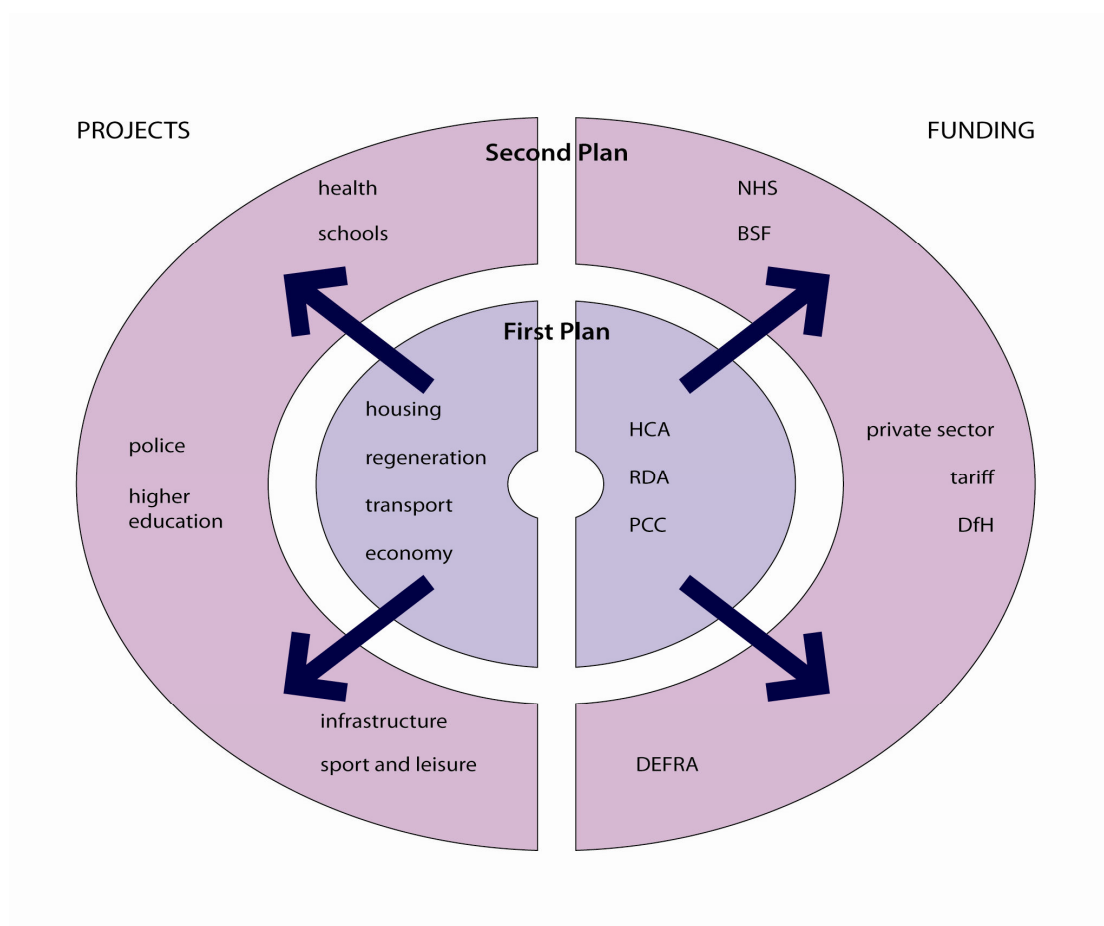 PROJECTS
FUNDING
Second Plan
health
schools
NHS
BSF
First Plan
housing
regeneration
transport
economy
HCA
RDA
PCC
police
higher
education
private sector
tariff
DfH
infrastructure
sport and leisure
DEFRA